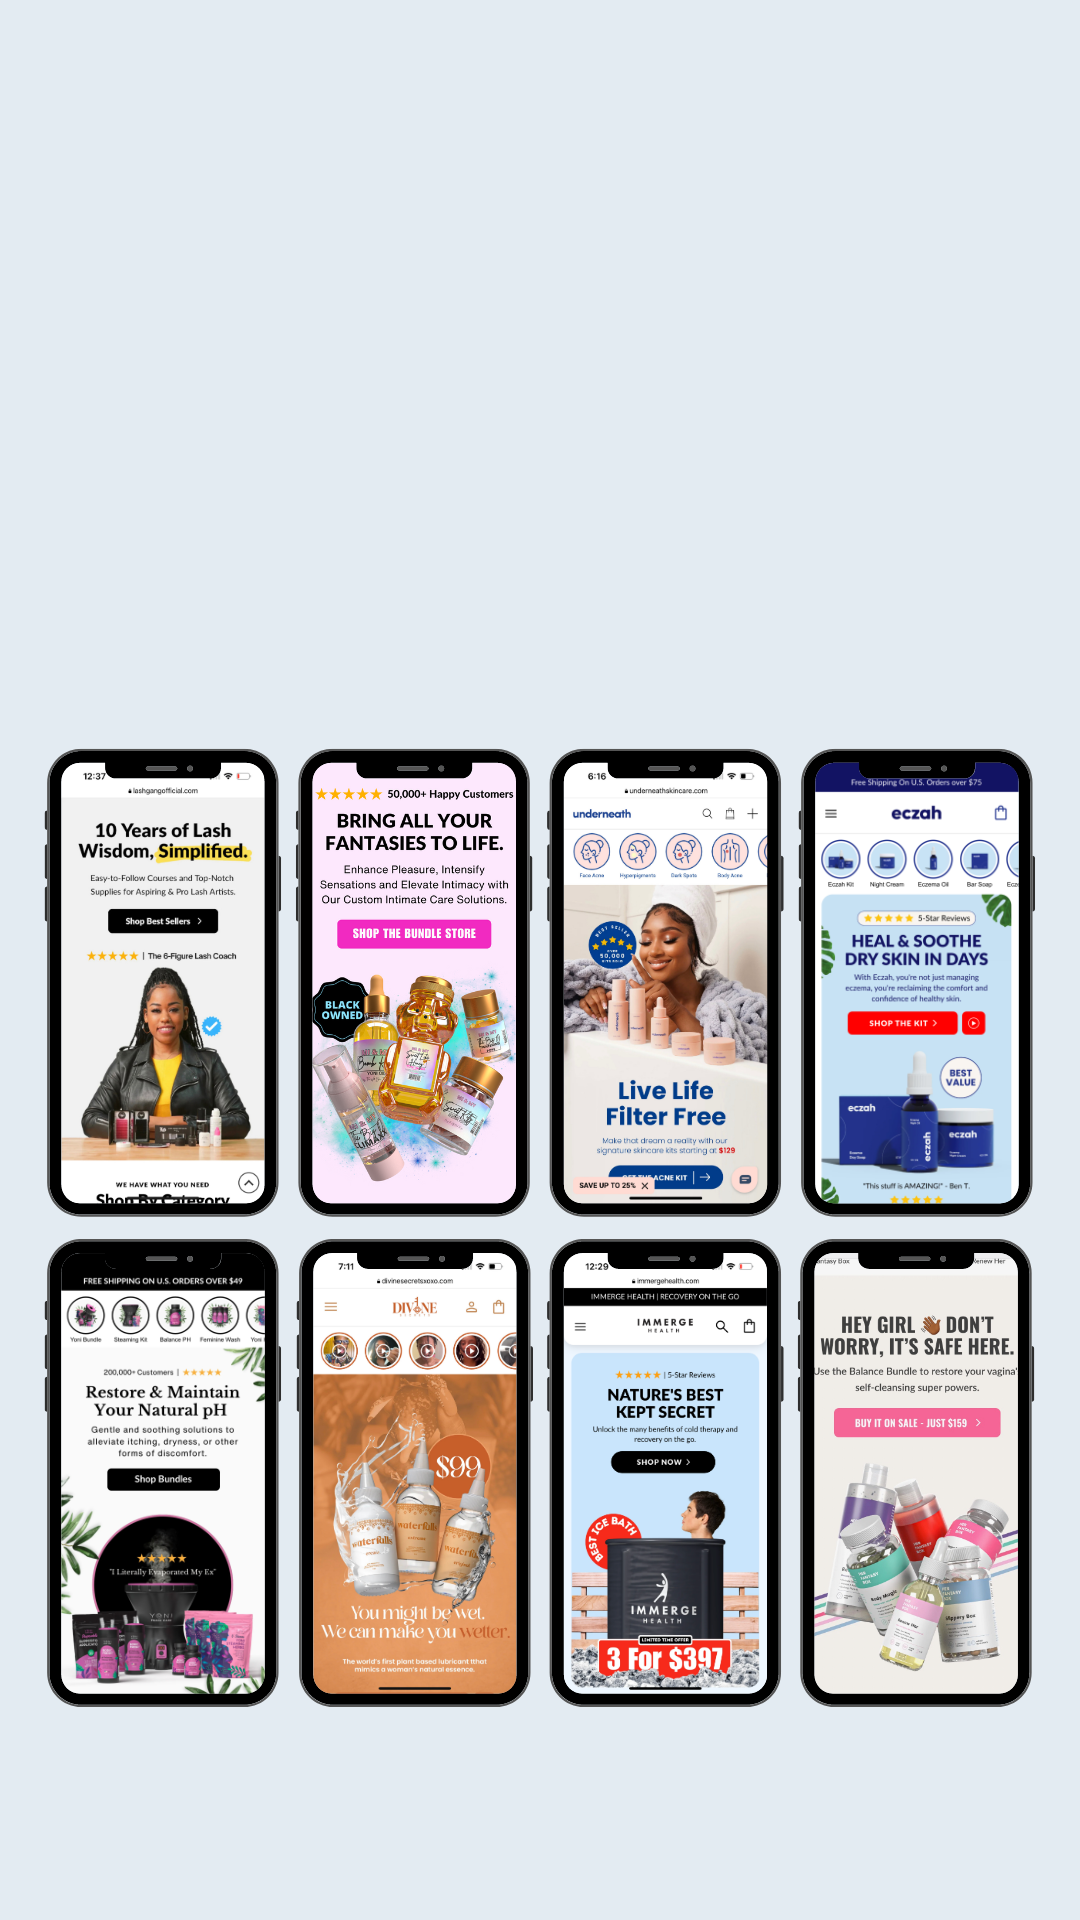 12:37
lashgangofficial.com
10 Years of Lash
Wisdom, Simplified.
Easy-to-Follow Courses and Top-Notch
Supplies for Aspiring & Pro Lash Artists.
Shop Best Sellers
The 6-Figure Lash Coach
WE HAVE WHAT YOU NEED
Shop By Category
50,000+ Happy Customers
BRING ALL YOUR
FANTASIES TO LIFE.
Enhance Pleasure, Intensify
Sensations and Elevate Intimacy with
Our Custom Intimate Care Solutions.
SHOP THE BUNDLE STORE
BLACK
OWNED
6:16
underneathskincare.com
underneath
Face Acne
Hyperpigments
Dark Spots
Body Acne
BEST SELLER
50,000
Live Life
Filter Free
Make that dream a reality with our
signature skincare kits starting at $129
ACNE KIT
SAVE UP TO 25%
Free Shipping On U.S. Orders over $75
eczah
Eczah Kit
Night Cream
Eczema Oil
Bar Soap
5-Star Reviews
HEAL & SOOTHE
DRY SKIN IN DAYS
With Eczah, you're not just managing
eczema, you're reclaiming the comfort and
confidence of healthy skin.
SHOP THE KIT
BEST
VALUE
eczah
eczah
eczah
"This stuff is AMAZING!" - Ben T.
FREE SHIPPING ON U.S. ORDERS OVER $49
Yoni Bundle
Steaming Kit
Balance PH
Feminine Wash
Yoni
200,000+ Customers
Restore & Maintain
Your Natural pH
Gentle and soothing solutions to
alleviate itching, dryness, or other
forms of discomfort.
Shop Bundles
"I Literally Evaporated My Ex"
YONI
7:11
divinesecretsxoxo.com
DIVINE
$99
waterfalls
waterfalls
waterfalls
You might be wet.
We can make you wetter.
The world's first plant based lubricant tthat
mimics a woman's natural essence.
12:29
immergehealth.com
IMMERGE HEALTH | RECOVERY ON THE GO
IMMERGE
HEALTH
5-Star Reviews
NATURE'S BEST
KEPT SECRET
Unlock the many benefits of cold therapy and
recovery on the go.
SHOP NOW
BEST ICE BATH
IMMERGE
HEALTH
LIMITED TIME OFFER
3 For $397
antasy Box
Renew Her
HEY GIRL 👋🏾 DON'T
WORRY, IT'S SAFE HERE.
Use the Balance Bundle to restore your vagina'
self-cleansing super powers.
BUY IT ON SALE - JUST $159
Slippery Box